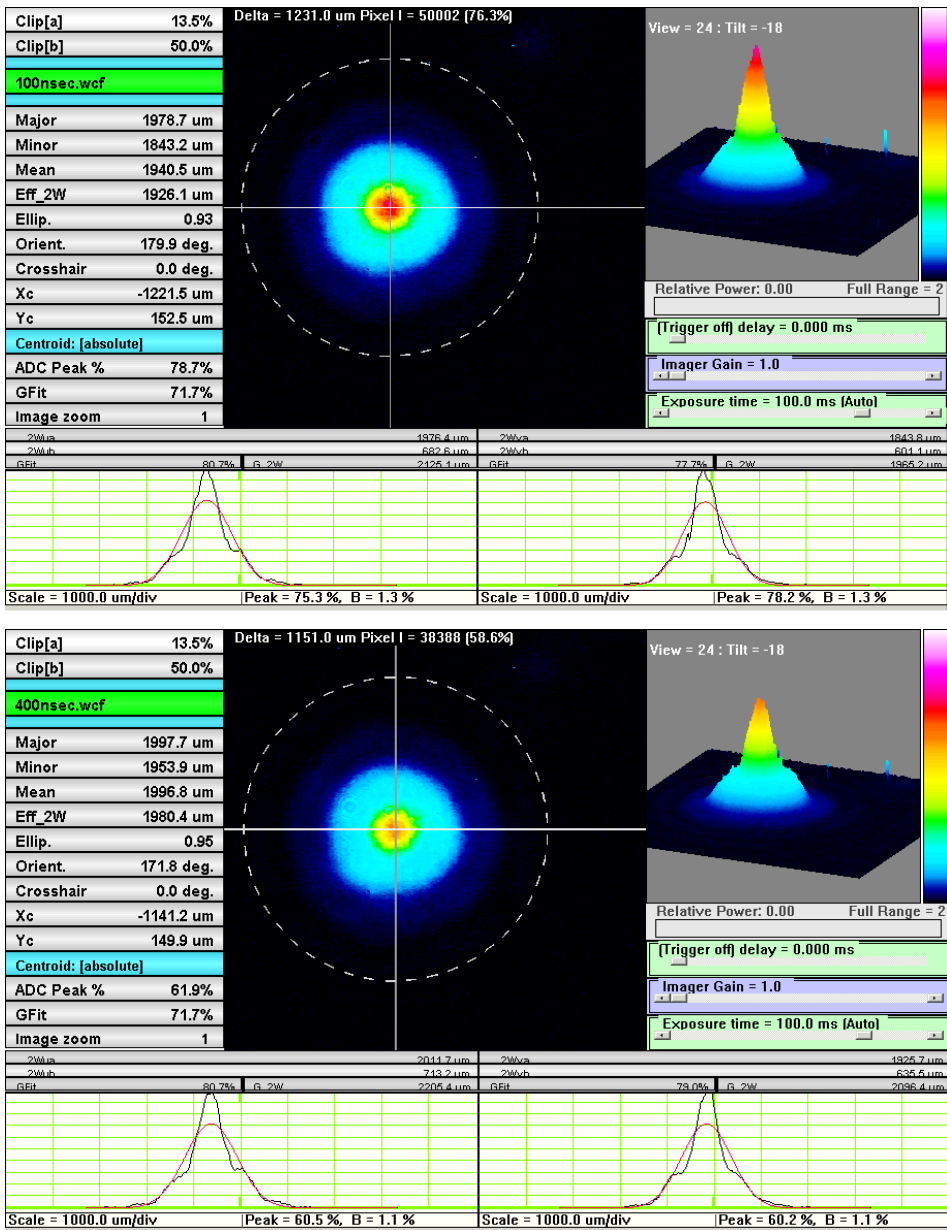 Clip[a] 13.5%
Clip[b] 50.0%
100nsec.wcf
Major 1978.7 um
Minor 1843.2 um
Mean 1940.5 um
Eff_2W 1926.1 um
Ellip. 0.93
Orient. 179.9 deg.
Crosshair 0.0 deg.
Xc -1221.5 um
Yc 152.5 um
Centroid: [absolute]
ADC Peak % 78.7%
GFit 71.7%
Image zoom 1
Delta = 1231.0 um Pixel I = 50002 (76.3%)
View = 24 : Tilt = -18
Relative Power: 0.00 Full Range = 2
(Trigger off) delay = 0.000 ms
Imager Gain = 1.0
Exposure time = 100.0 ms (Auto)
2Wua 1976.4 um 2Wva 1843.8 um
2Wub 682.6 um 2Wvb 601.1 um
GFit 80.7% G_2W 2125.1 um GFit 77.7% G_2W 1965.2 um
Scale = 1000.0 um/div Peak = 75.3 %, B = 1.3 % Scale = 1000.0 um/div Peak = 78.2 %, B = 1.3 %
Clip[a] 13.5%
Clip[b] 50.0%
400nsec.wcf
Major 1997.7 um
Minor 1953.9 um
Mean 1996.8 um
Eff_2W 1980.4 um
Ellip. 0.95
Orient. 171.8 deg.
Crosshair 0.0 deg.
Xc -1141.2 um
Yc 149.9 um
Centroid: [absolute]
ADC Peak % 61.9%
GFit 71.7%
Image zoom 1
Delta = 1151.0 um Pixel I = 38388 (58.6%)
View = 24 : Tilt = -18
Relative Power: 0.00 Full Range = 2
(Trigger off) delay = 0.000 ms
Imager Gain = 1.0
Exposure time = 100.0 ms (Auto)
2Wua 2011.7 um 2Wva 1925.7 um
2Wub 713.2 um 2Wvb 635.5 um
GFit 80.7% G_2W 2205.4 um GFit 79.0% G_2W 2096.4 um
Scale = 1000.0 um/div Peak = 60.5 %, B = 1.1 % Scale = 1000.0 um/div Peak = 60.2 %, B = 1.1 %